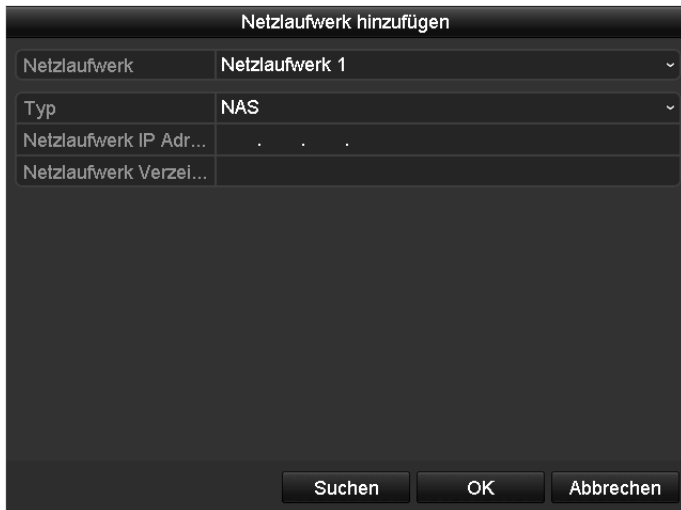 Netzlaufwerk hinzufügen
Netzlaufwerk Netzlaufwerk 1
Typ NAS
Netzlaufwerk IP Adr... . . .
Netzlaufwerk Verzei...
Suchen OK Abbrechen